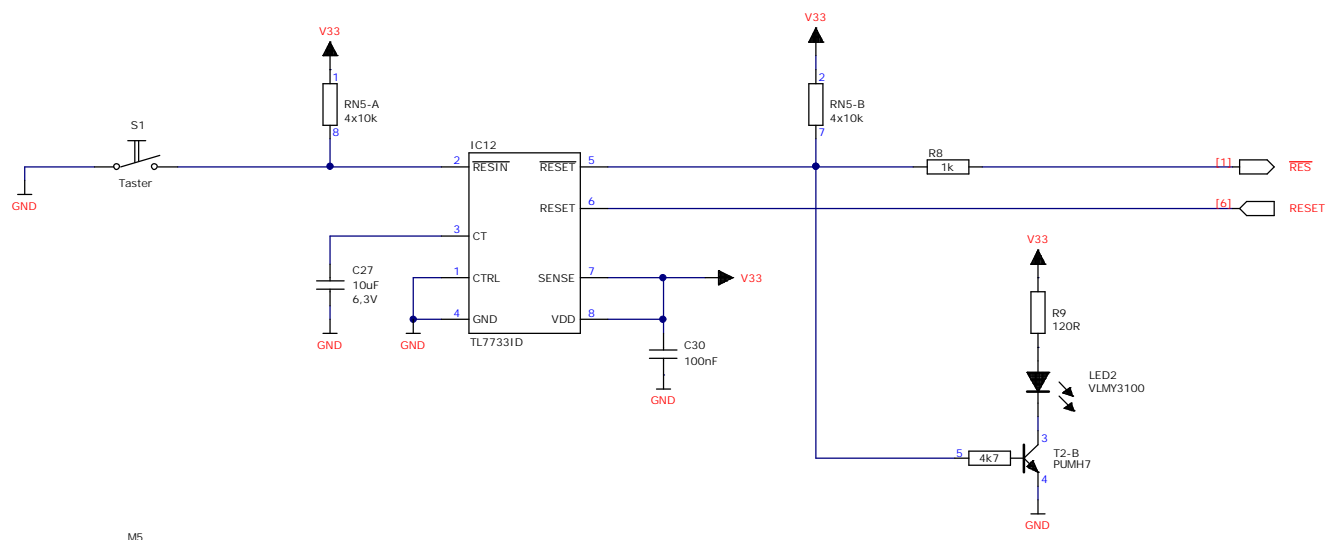 V33
V33
1
RN5-A
4x10k
8
2
RN5-B
4x10k
7
S1
Taster
GND
IC12
2
RESIN
RESET
5
R8
1k
[1]
RES
RESET
6
[6]
RESET
3
CT
C27
10uF
6,3V
GND
1
CTRL
SENSE
7
V33
4
GND
VDD
8
GND
TL7733ID
C30
100nF
GND
V33
R9
120R
LED2
VLMY3100
3
5
4k7
T2-B
PUMH7
4
GND
M5